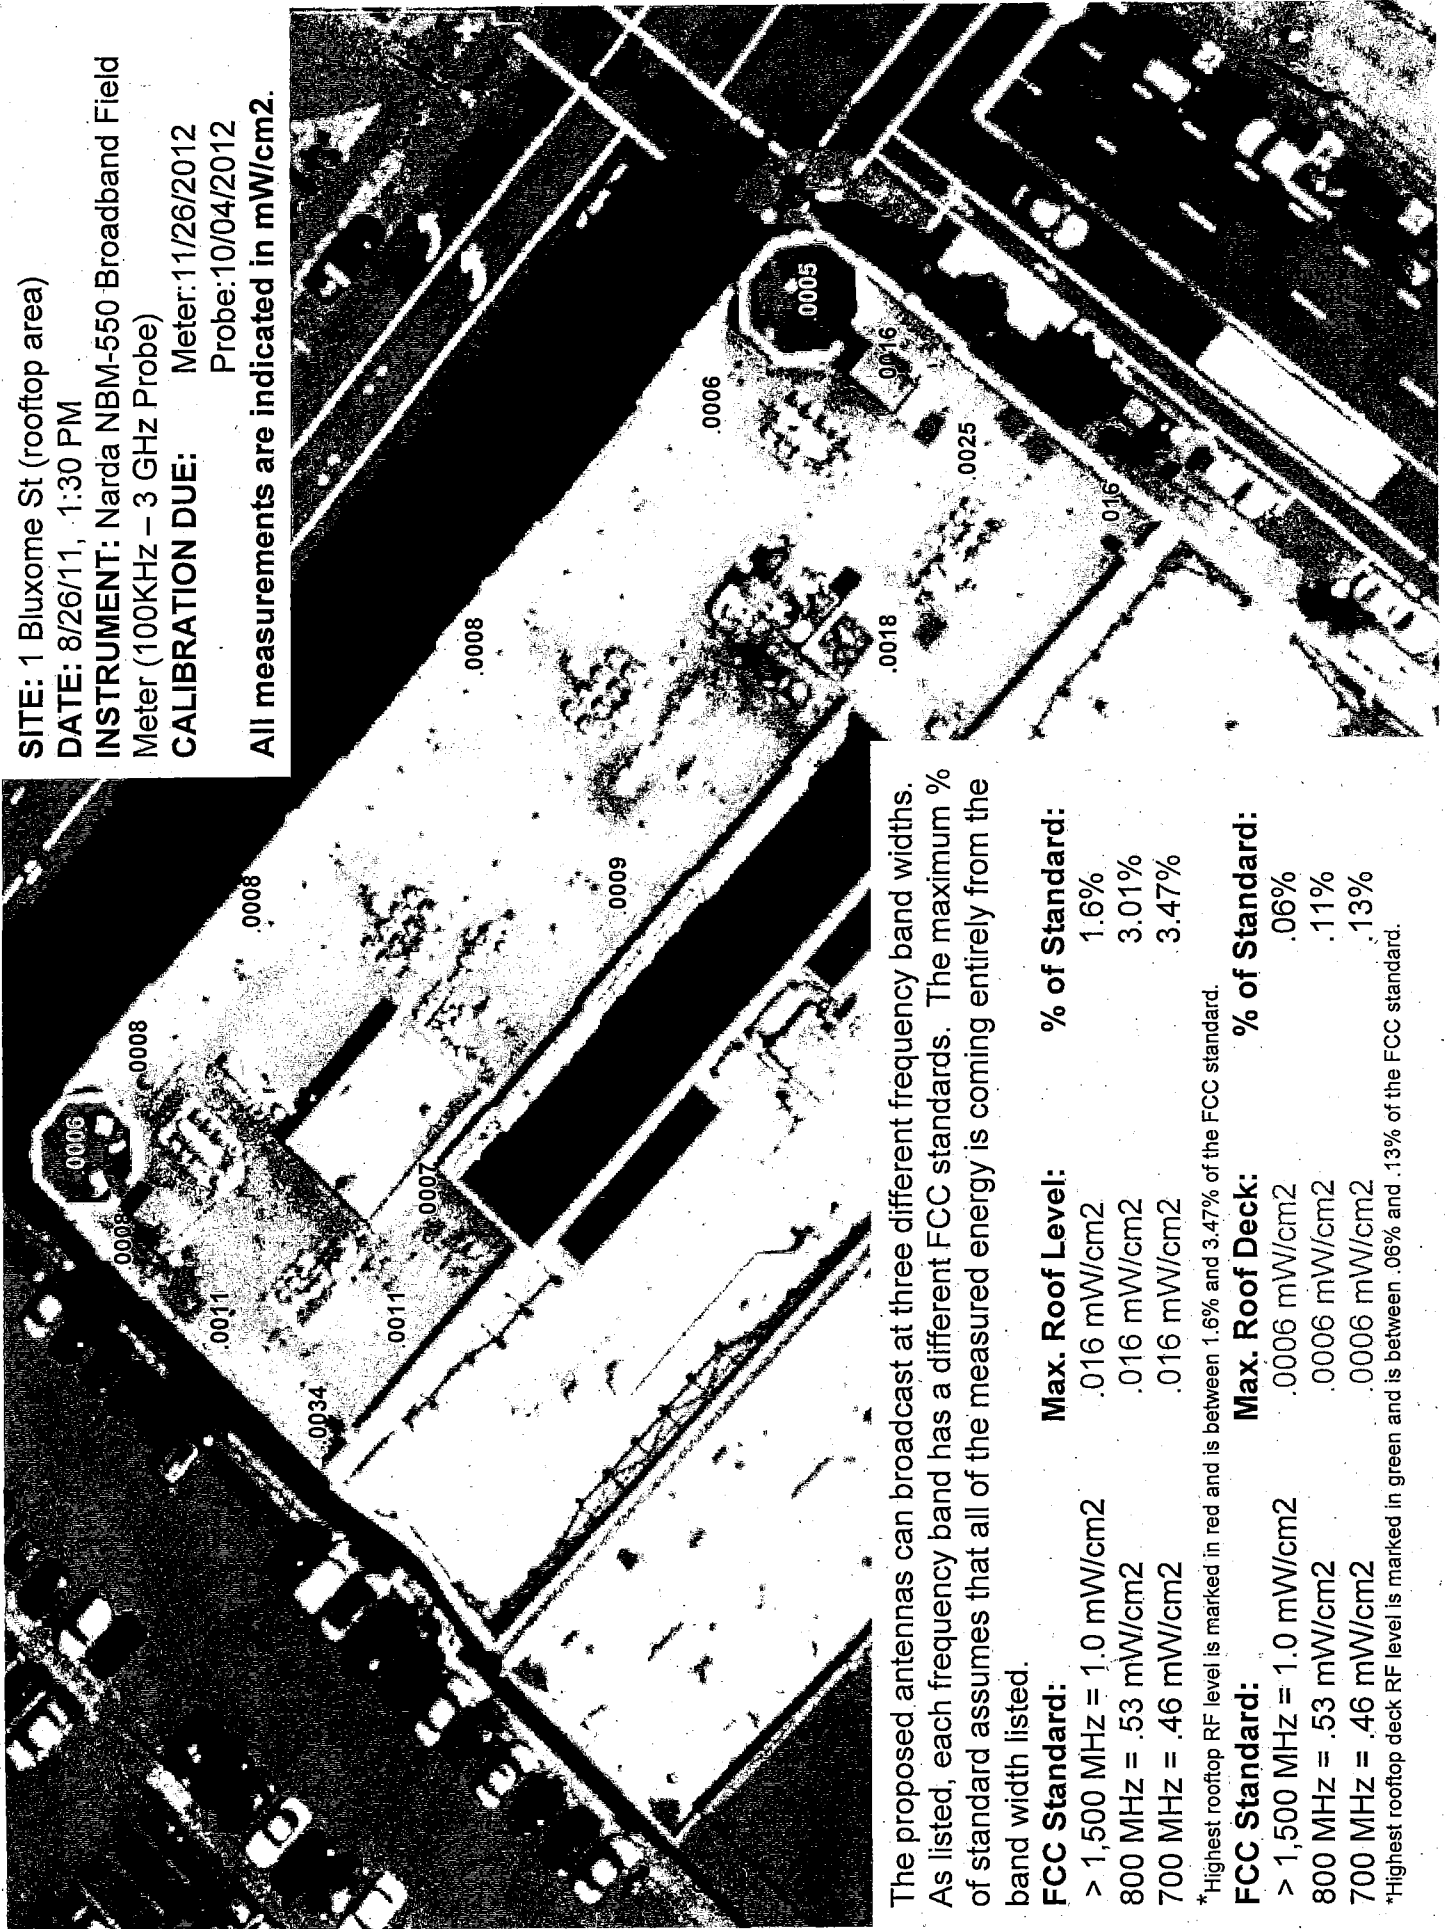 SITE: 1 Bluxome St (rooftop area)
DATE: 8/26/11, 1:30 PM
INSTRUMENT: Narda NBM-550 Broadband Field
Meter (100KHz – 3 GHz Probe)
CALIBRATION DUE: Meter:11/26/2012
Probe:10/04/2012
All measurements are indicated in mW/cm2.
.0006
.0008
.0008
.0008
.0011
.0034
.0011
.0007
.0009
.0008
.0006
.0005
.0016
.0025
.016
.0018
The proposed antennas can broadcast at three different frequency band widths.
As listed, each frequency band has a different FCC standards. The maximum %
of standard assumes that all of the measured energy is coming entirely from the
band width listed.
FCC Standard: Max. Roof Level: % of Standard:
> 1,500 MHz = 1.0 mW/cm2 .016 mW/cm2 1.6%
800 MHz = .53 mW/cm2 .016 mW/cm2 3.01%
700 MHz = .46 mW/cm2 .016 mW/cm2 3.47%
*Highest rooftop RF level is marked in red and is between 1.6% and 3.47% of the FCC standard.
FCC Standard: Max. Roof Deck: % of Standard:
> 1,500 MHz = 1.0 mW/cm2 .0006 mW/cm2 .06%
800 MHz = .53 mW/cm2 .0006 mW/cm2 .11%
700 MHz = .46 mW/cm2 .0006 mW/cm2 .13%
*Highest rooftop deck RF level is marked in green and is between .06% and .13% of the FCC standard.